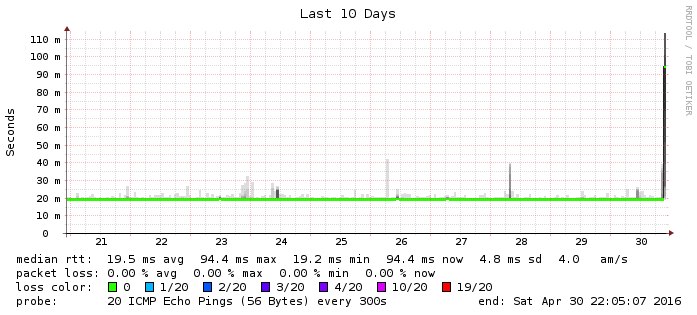 Last 10 Days
RRDTOOL / TOBI OETIKER
Seconds
110 m
100 m
90 m
80 m
70 m
60 m
50 m
40 m
30 m
20 m
10 m
0
21 22 23 24 25 26 27 28 29 30
median rtt: 19.5 ms avg 94.4 ms max 19.2 ms min 94.4 ms now 4.8 ms sd 4.0 am/s
packet loss: 0.00 % avg 0.00 % max 0.00 % min 0.00 % now
loss color: 0 1/20 2/20 3/20 4/20 10/20 19/20
probe: 20 ICMP Echo Pings (56 Bytes) every 300s end: Sat Apr 30 22:05:07 2016